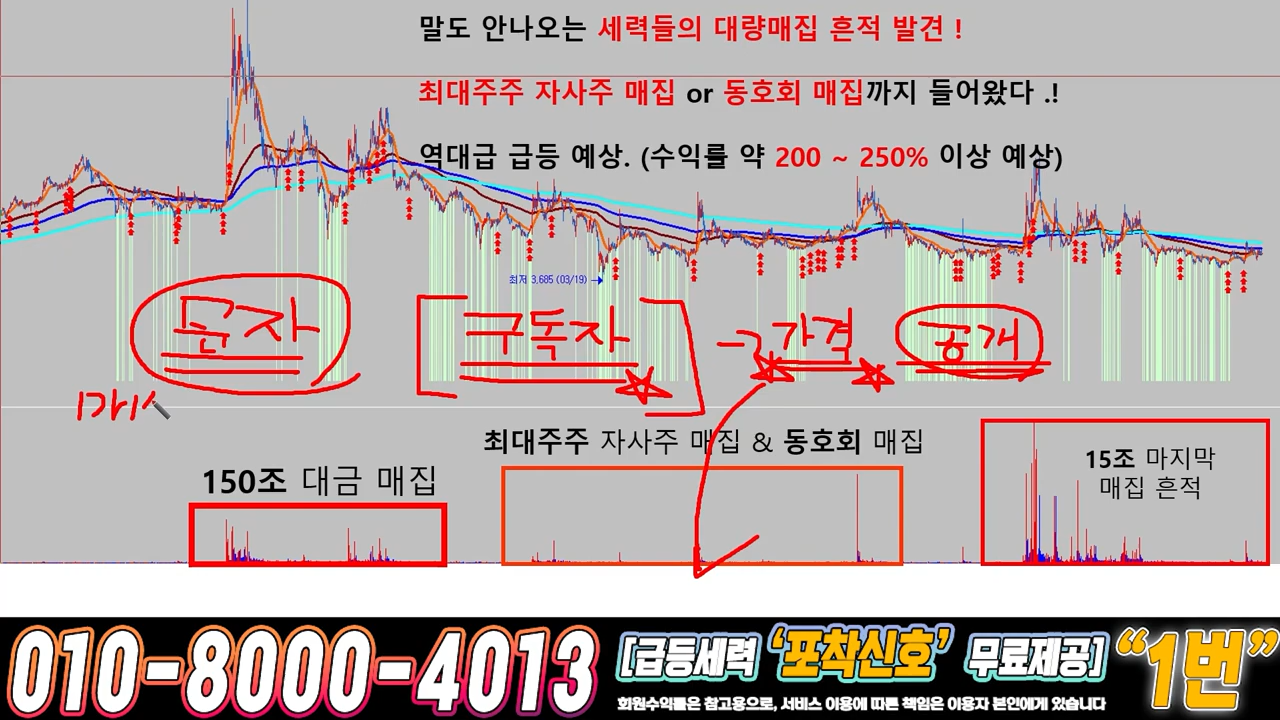 말도 안나오는 세력들의 대량매집 흔적 발견 !
최대주주 자사주 매집 or 동호회 매집까지 들어왔다 .!
역대급 급등 예상. (수익률 약 200 ~ 250% 이상 예상)
최저 3,685 (03/19)
문자 구독자 가격 공개
최대주주 자사주 매집 & 동호회 매집
150조 대금 매집
15조 마지막
매집 흔적
010-8000-4013 [급등세력 ‘포착신호’ 무료제공] “1번”
회원수익률은 참고용으로, 서비스 이용에 따른 책임은 이용자 본인에게 있습니다